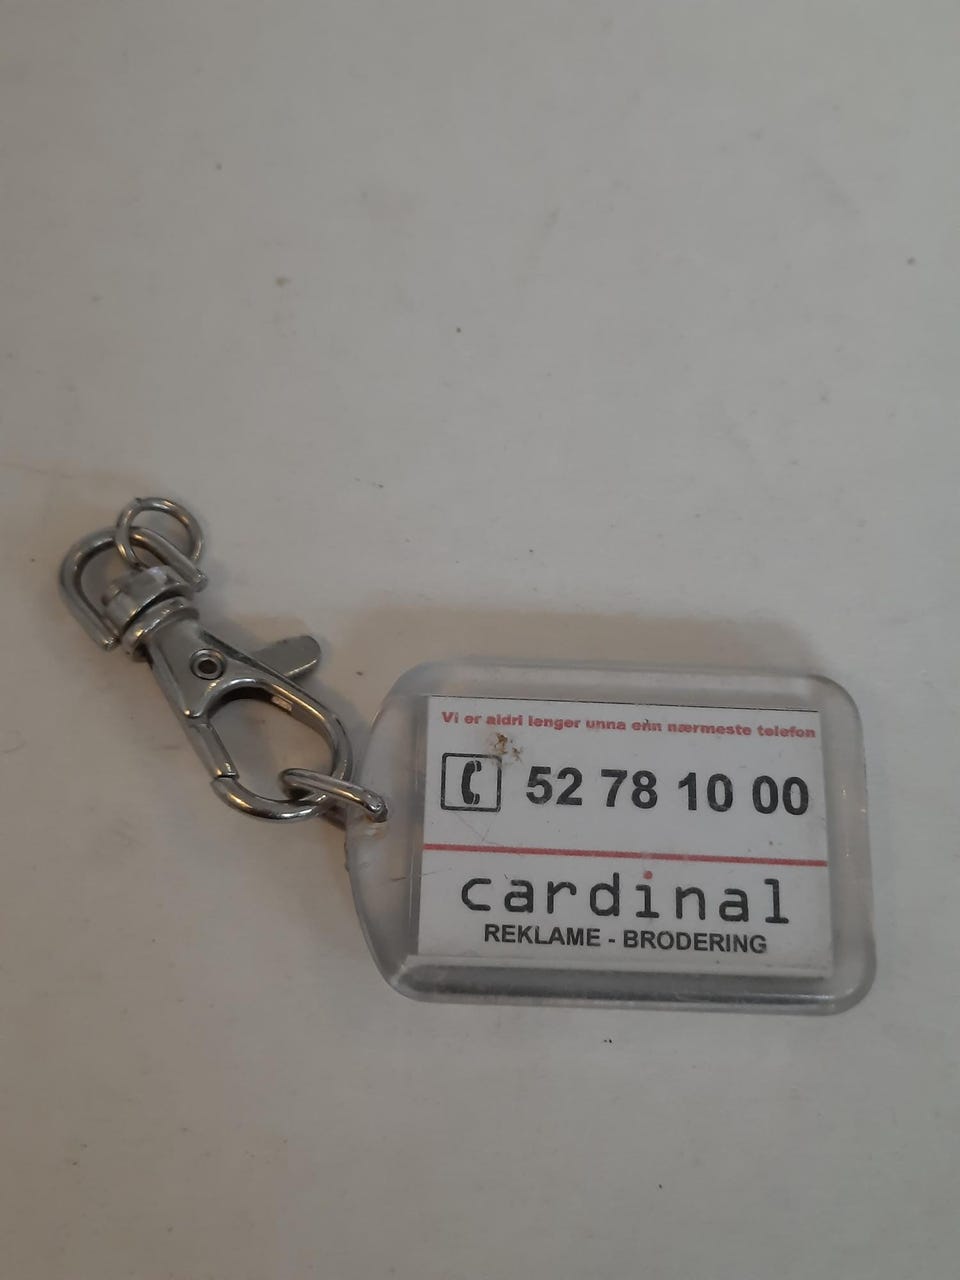 Vi er aldri lenger unna enn nærmeste telefon
52 78 10 00
cardinal
REKLAME - BRODERING